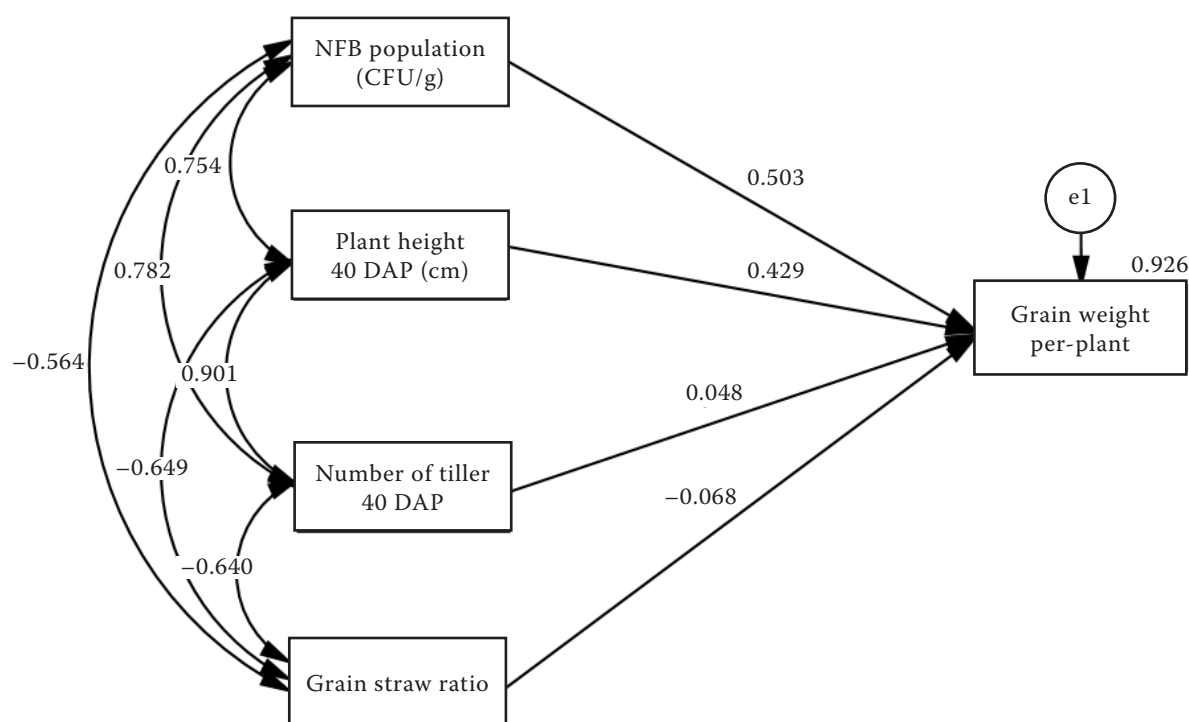 NFB population
(CFU/g)
0.754
0.503
e1
Plant height
40 DAP (cm)
0.782
0.429
0.926
Grain weight
per-plant
−0.564
0.901
0.048
Number of tiller
40 DAP
−0.649
−0.068
−0.640
Grain straw ratio